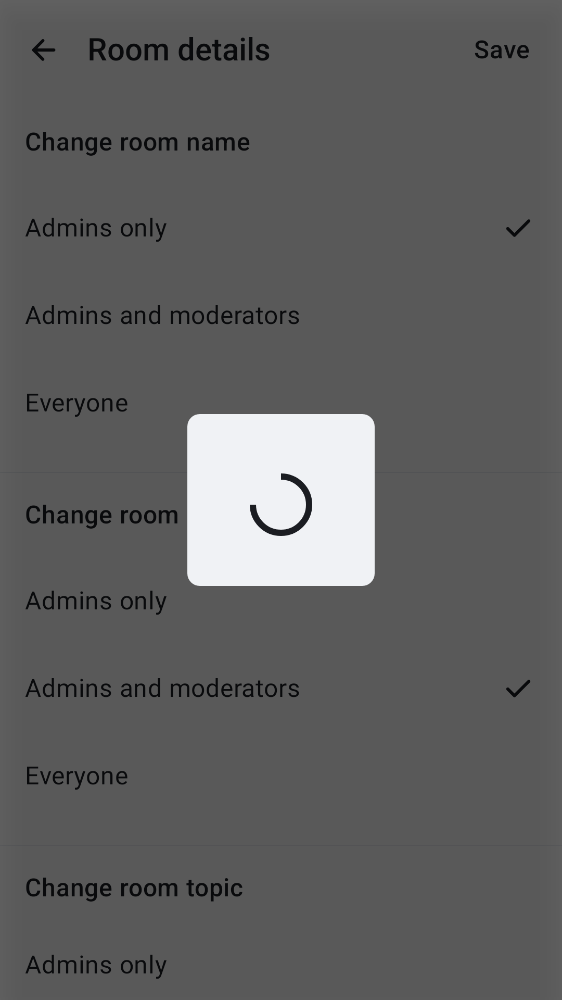 Room details Save
Change room name
Admins only
Admins and moderators
Everyone
Change room
Admins only
Admins and moderators
Everyone
Change room topic
Admins only